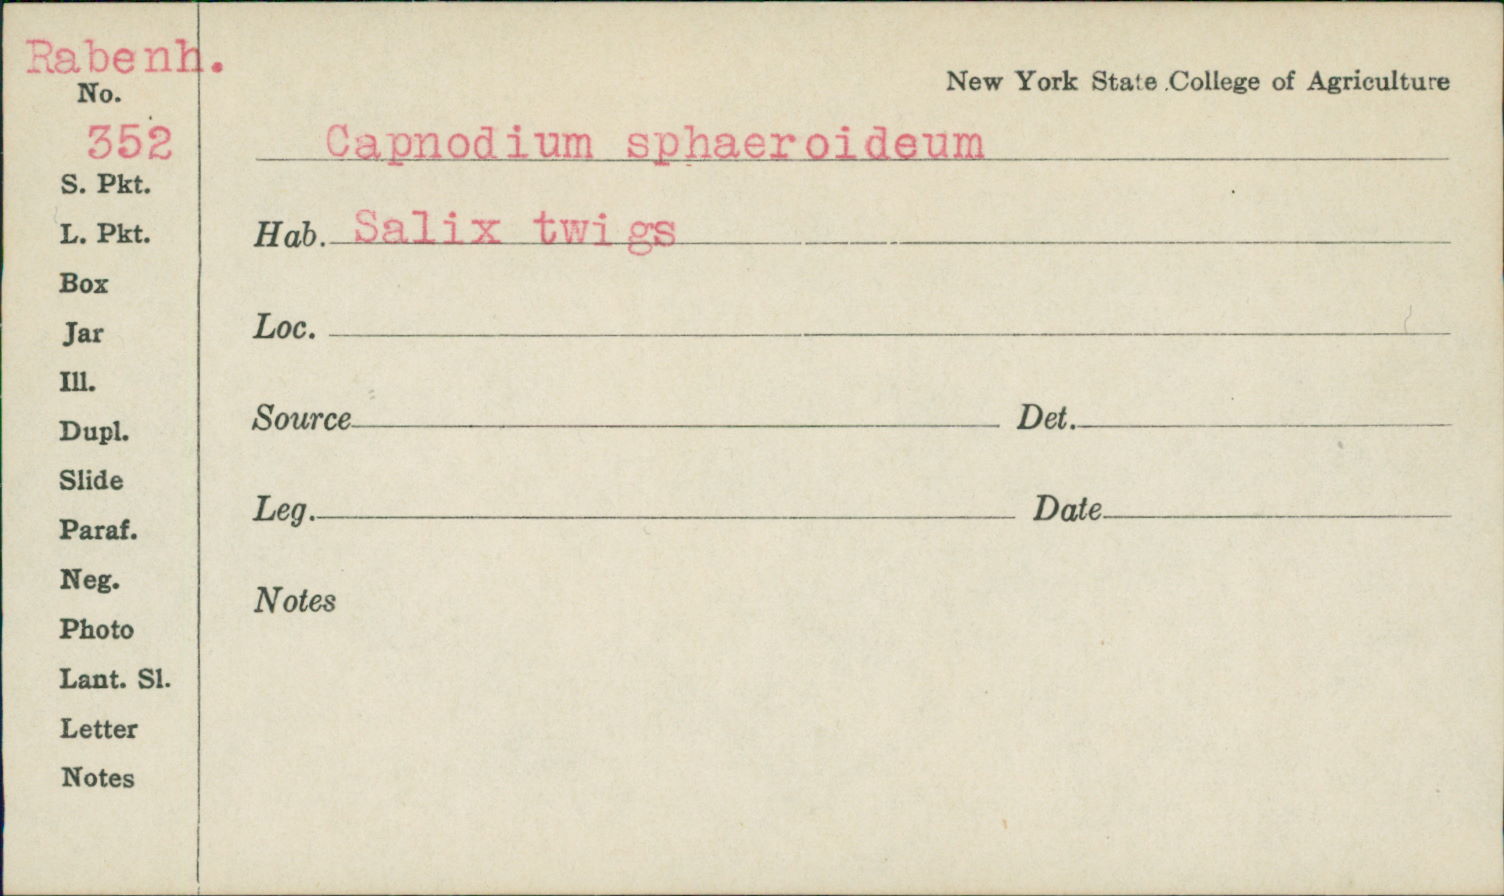 Rabenh.
No.
352
S. Pkt.
L. Pkt.
Box
Jar
Ill.
Dupl.
Slide
Paraf.
Neg.
Photo
Lant. Sl.
Letter
Notes
New York State College of Agriculture
Capnodium sphaeroideum
Hab. Salix twigs
Loc.
Source Det.
Leg. Date
Notes